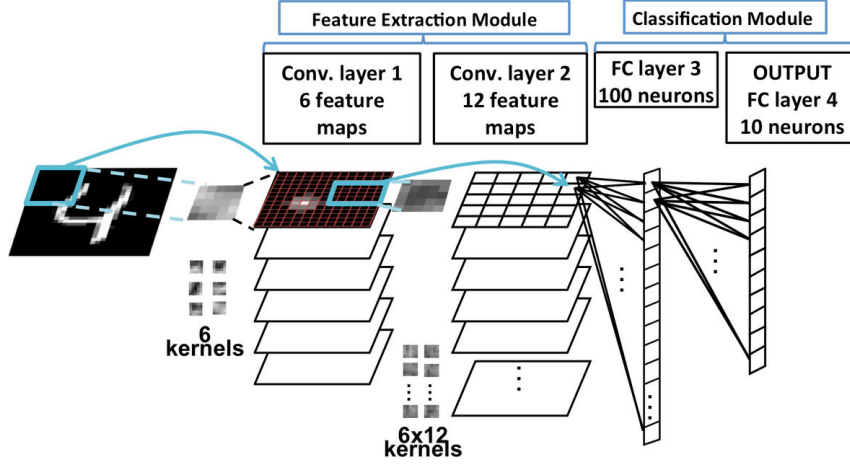 Feature Extraction Module
Classification Module
Conv. layer 1
6 feature
maps
Conv. layer 2
12 feature
maps
FC layer 3
100 neurons
OUTPUT
FC layer 4
10 neurons
4
6
kernels
6x12
kernels